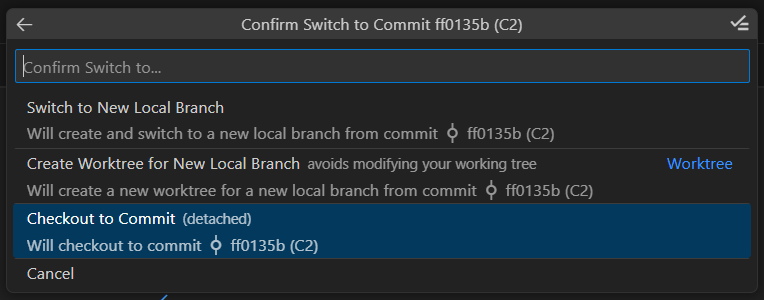 Confirm Switch to Commit ff0135b (C2)
Confirm Switch to...
Switch to New Local Branch
Will create and switch to a new local branch from commit ff0135b (C2)
Create Worktree for New Local Branch avoids modifying your working tree Worktree
Will create a new worktree for a new local branch from commit ff0135b (C2)
Checkout to Commit (detached)
Will checkout to commit ff0135b (C2)
Cancel